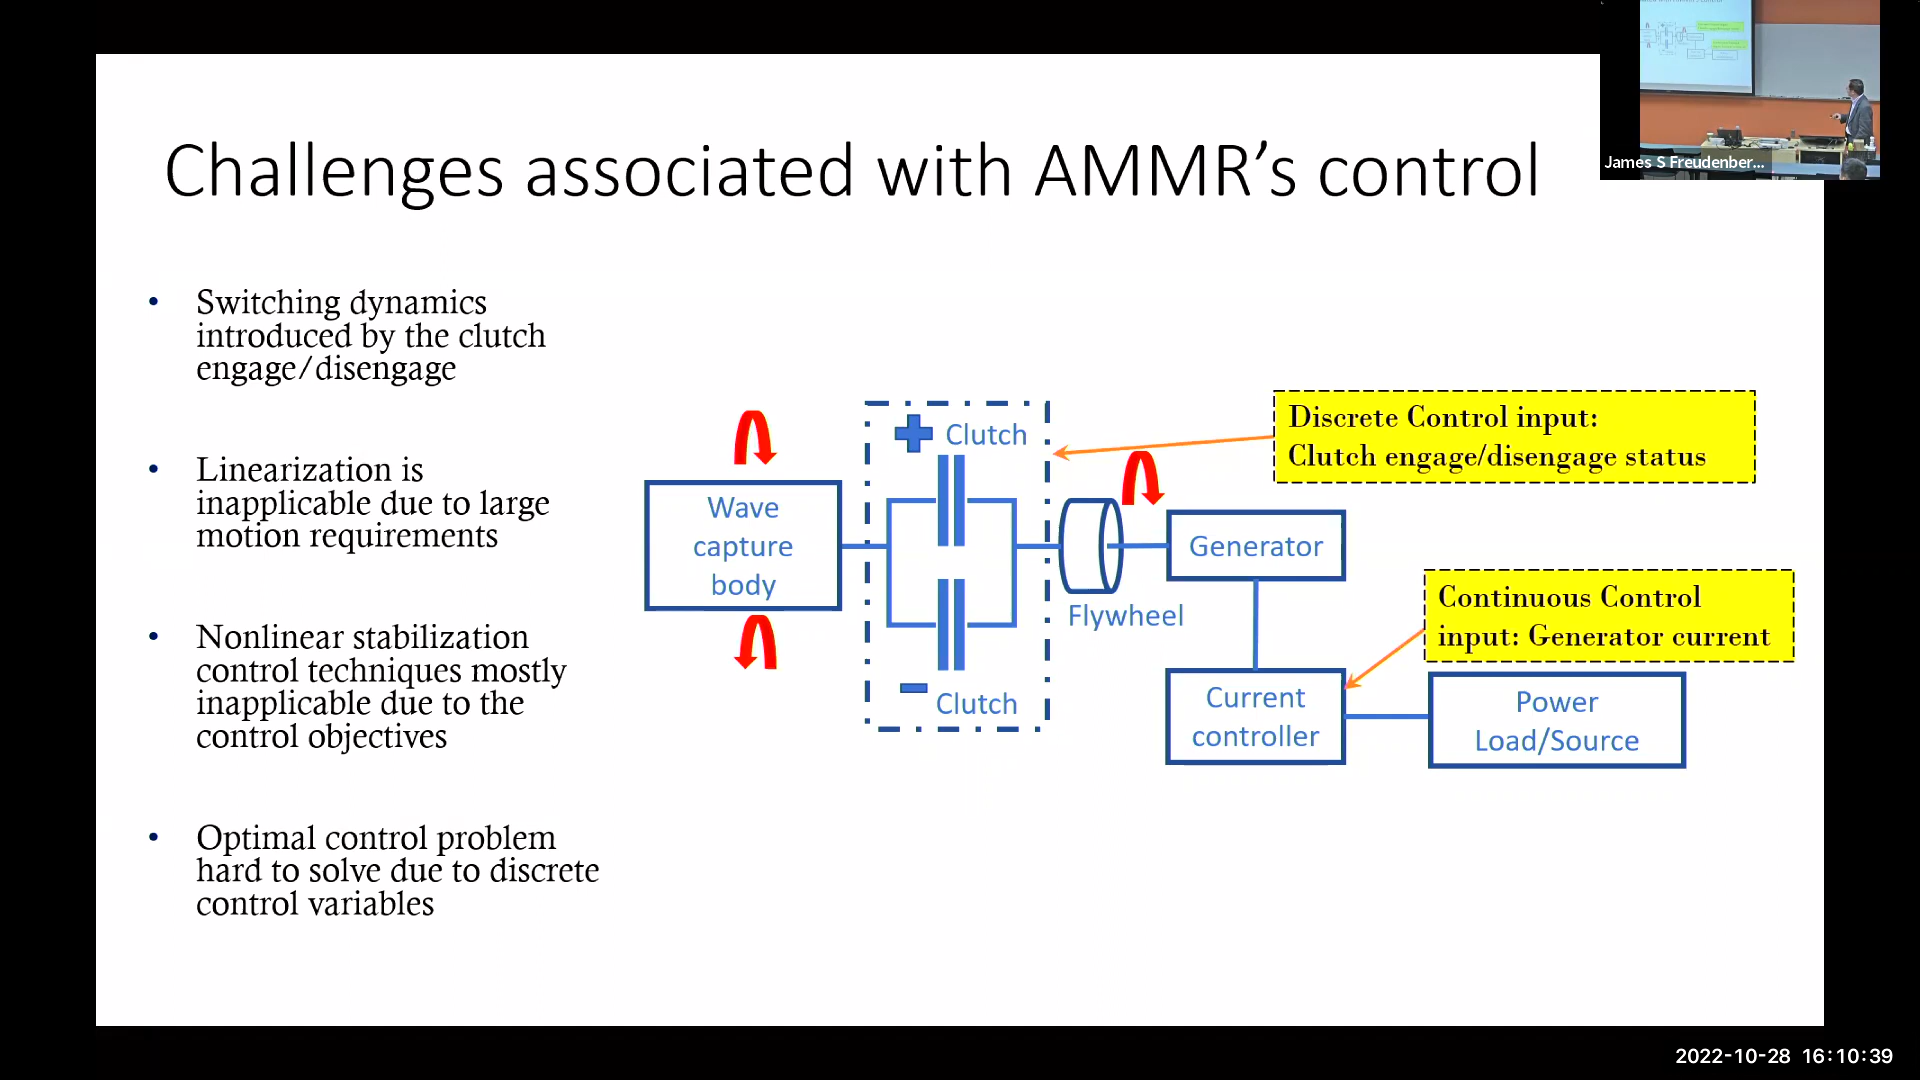 Challenges associated with AMMR's control
James S Freudenber...
• Switching dynamics
introduced by the clutch
engage/disengage
• Linearization is
inapplicable due to large
motion requirements
• Nonlinear stabilization
control techniques mostly
inapplicable due to the
control objectives
• Optimal control problem
hard to solve due to discrete
control variables
Wave
capture
body
Clutch
Clutch
Flywheel
Discrete Control input:
Clutch engage/disengage status
Generator
Continuous Control
input: Generator current
Current
controller
Power
Load/Source
2022-10-28 16:10:39